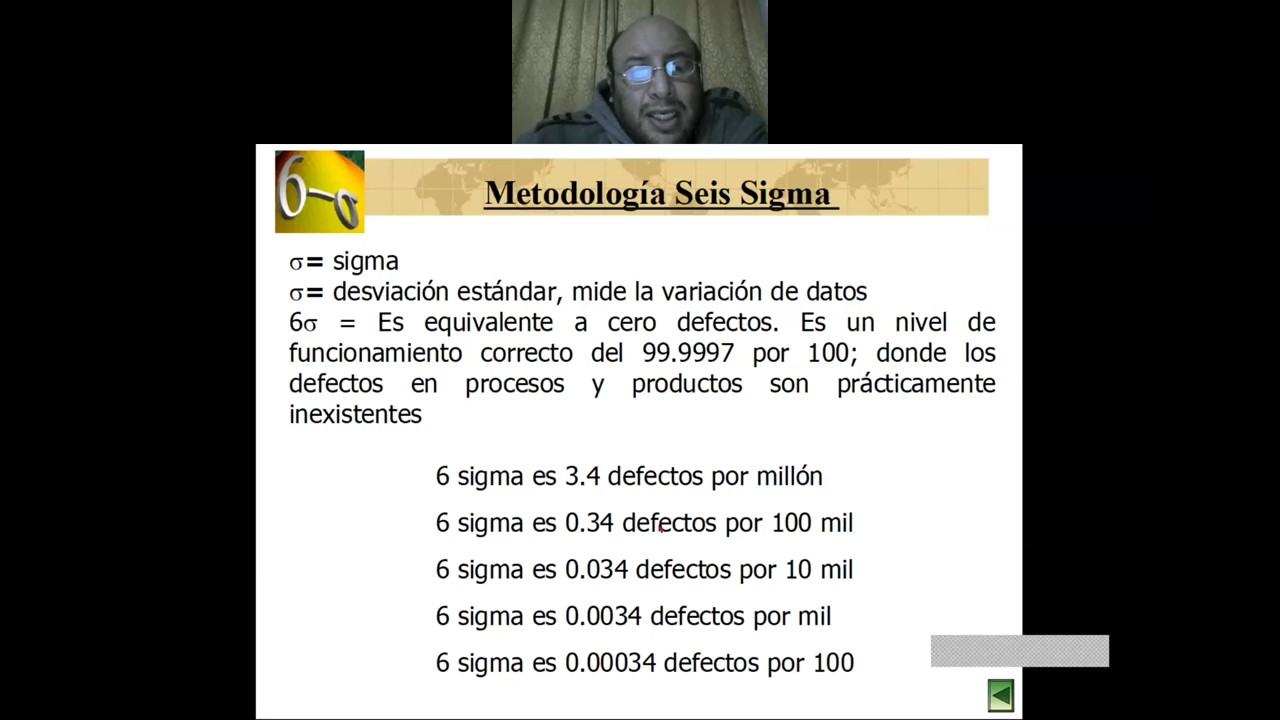 6-σ
Metodología Seis Sigma
σ= sigma
σ= desviación estándar, mide la variación de datos
6σ = Es equivalente a cero defectos. Es un nivel de
funcionamiento correcto del 99.9997 por 100; donde los
defectos en procesos y productos son prácticamente
inexistentes
6 sigma es 3.4 defectos por millón
6 sigma es 0.34 defectos por 100 mil
6 sigma es 0.034 defectos por 10 mil
6 sigma es 0.0034 defectos por mil
6 sigma es 0.00034 defectos por 100